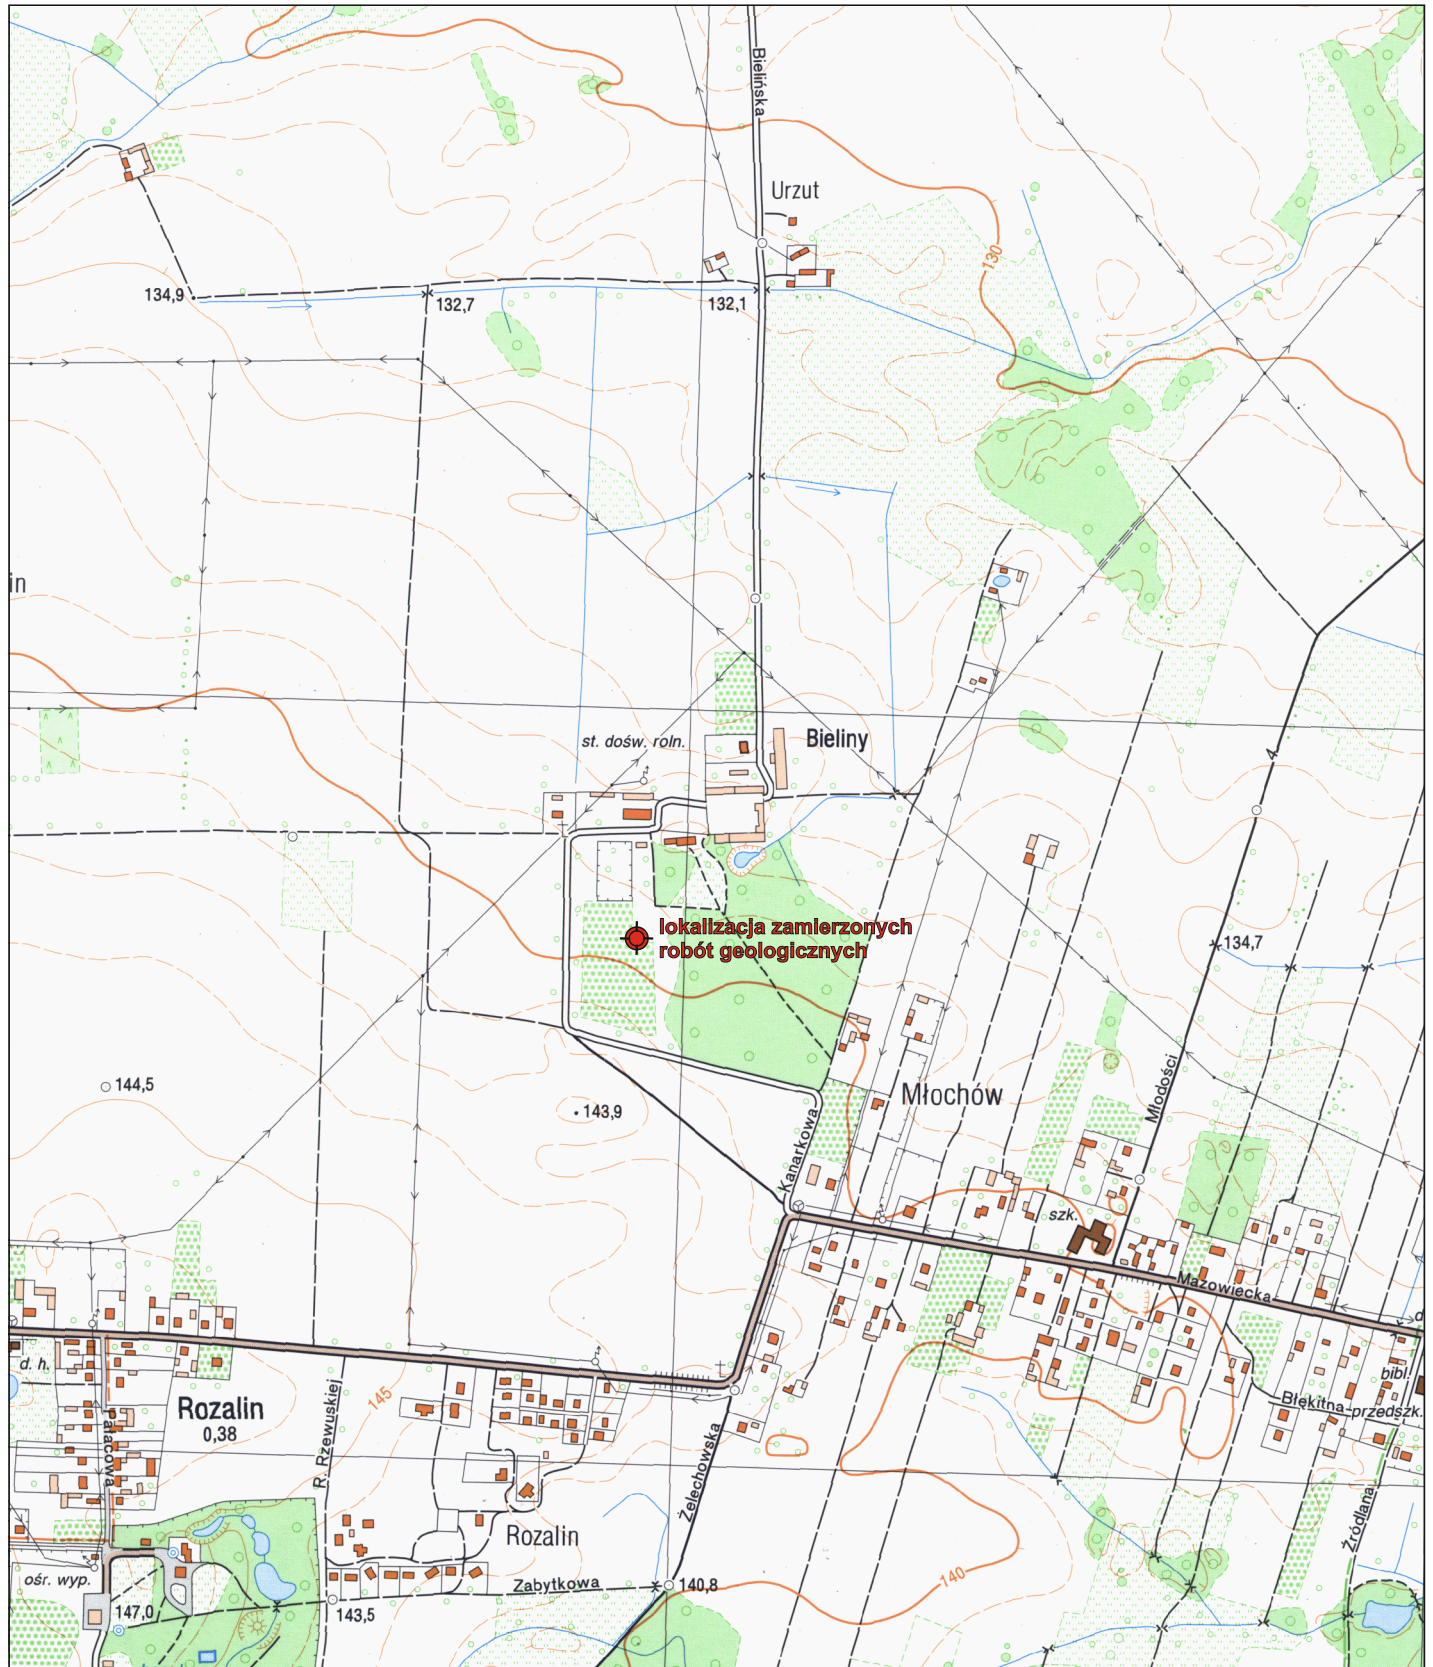 Bielińska
Urzut
130
134,9
132,7
132,1
in
st. dośw. roln.
Bieliny
4
lokalizacja zamierzonych
robót geologicznych
134,7
144,5
143,9
Młochów
Młodości
Kanarkowa
szk.
Mazowiecka
d. h.
bibl.
Błękitna
przedszk.
Rozalin
0,38
145
Pałacowa
R. Rzewuskiej
Żelechowska
Źródlana
Rozalin
ośr. wyp.
Zabytkowa
140,8
140
147,0
143,5